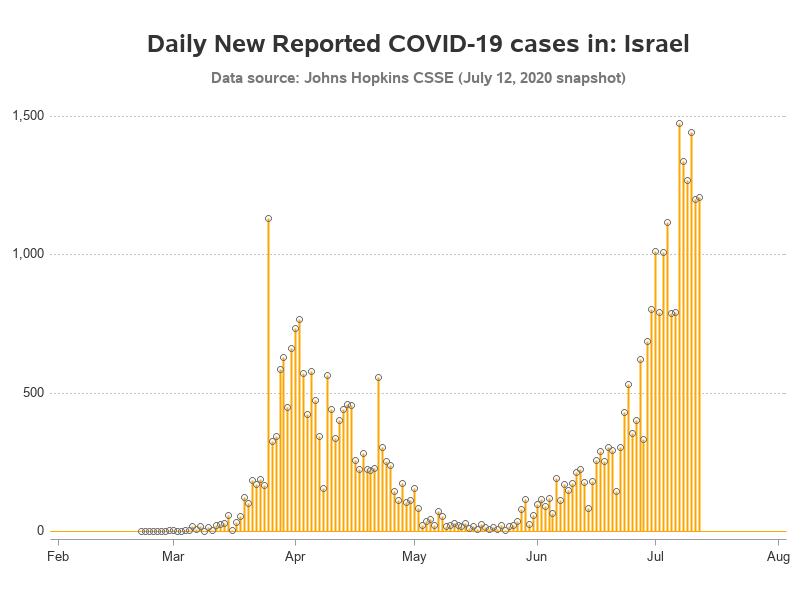 Daily New Reported COVID-19 cases in: Israel
Data source: Johns Hopkins CSSE (July 12, 2020 snapshot)
1,500
1,000
500
0
Feb Mar Apr May Jun Jul Aug